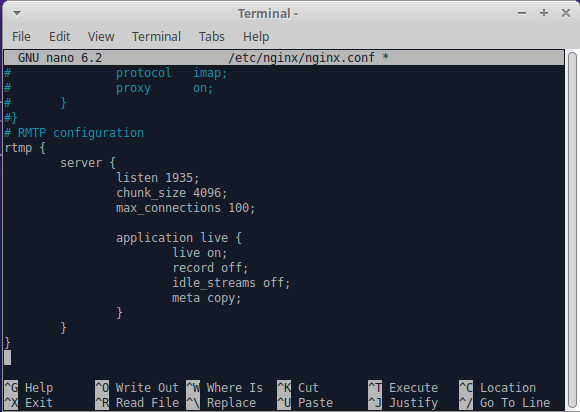 Terminal -
File Edit View Terminal Tabs Help
GNU nano 6.2 /etc/nginx/nginx.conf *
# protocol imap;
# proxy on;
# }
#}
# RMTP configuration
rtmp {
server {
listen 1935;
chunk_size 4096;
max_connections 100;
application live {
live on;
record off;
idle_streams off;
meta copy;
}
}
}
^G Help ^O Write Out ^W Where Is ^K Cut ^T Execute ^C Location
^X Exit ^R Read File ^\ Replace ^U Paste ^J Justify ^/ Go To Line